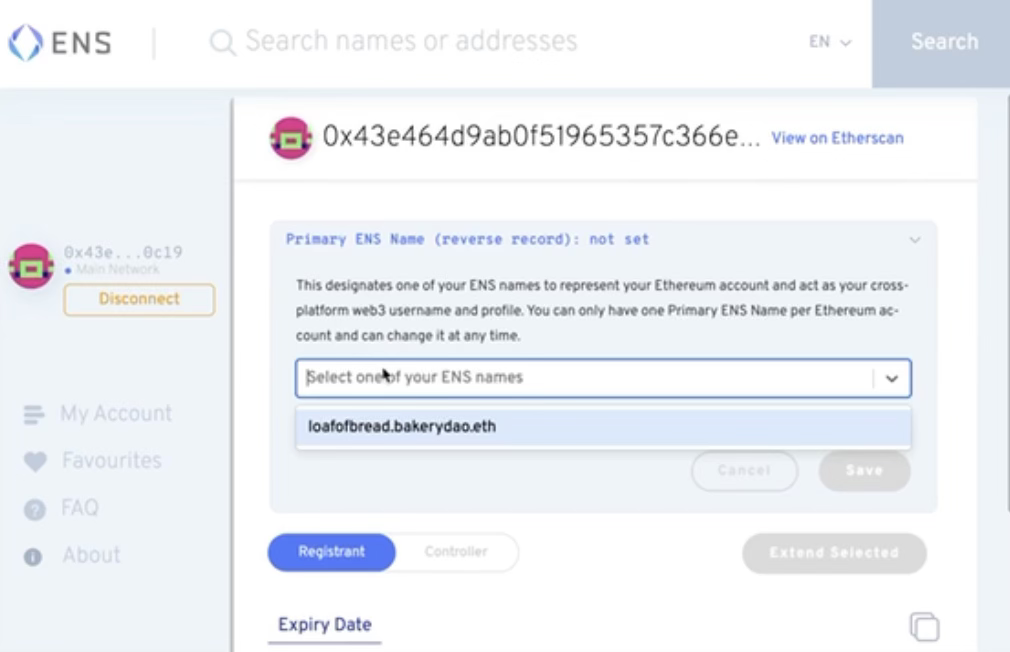 ENS
Search names or addresses
EN
Search
0x43e464d9ab0f51965357c366e...
View on Etherscan
0x43e...0c19
Main Network
Disconnect
My Account
Favourites
FAQ
About
Primary ENS Name (reverse record): not set
This designates one of your ENS names to represent your Ethereum account and act as your cross-
platform web3 username and profile. You can only have one Primary ENS Name per Ethereum ac-
count and can change it at any time.
Select one of your ENS names
loafofbread.bakerydao.eth
Cancel
Save
Registrant
Controller
Extend Selected
Expiry Date